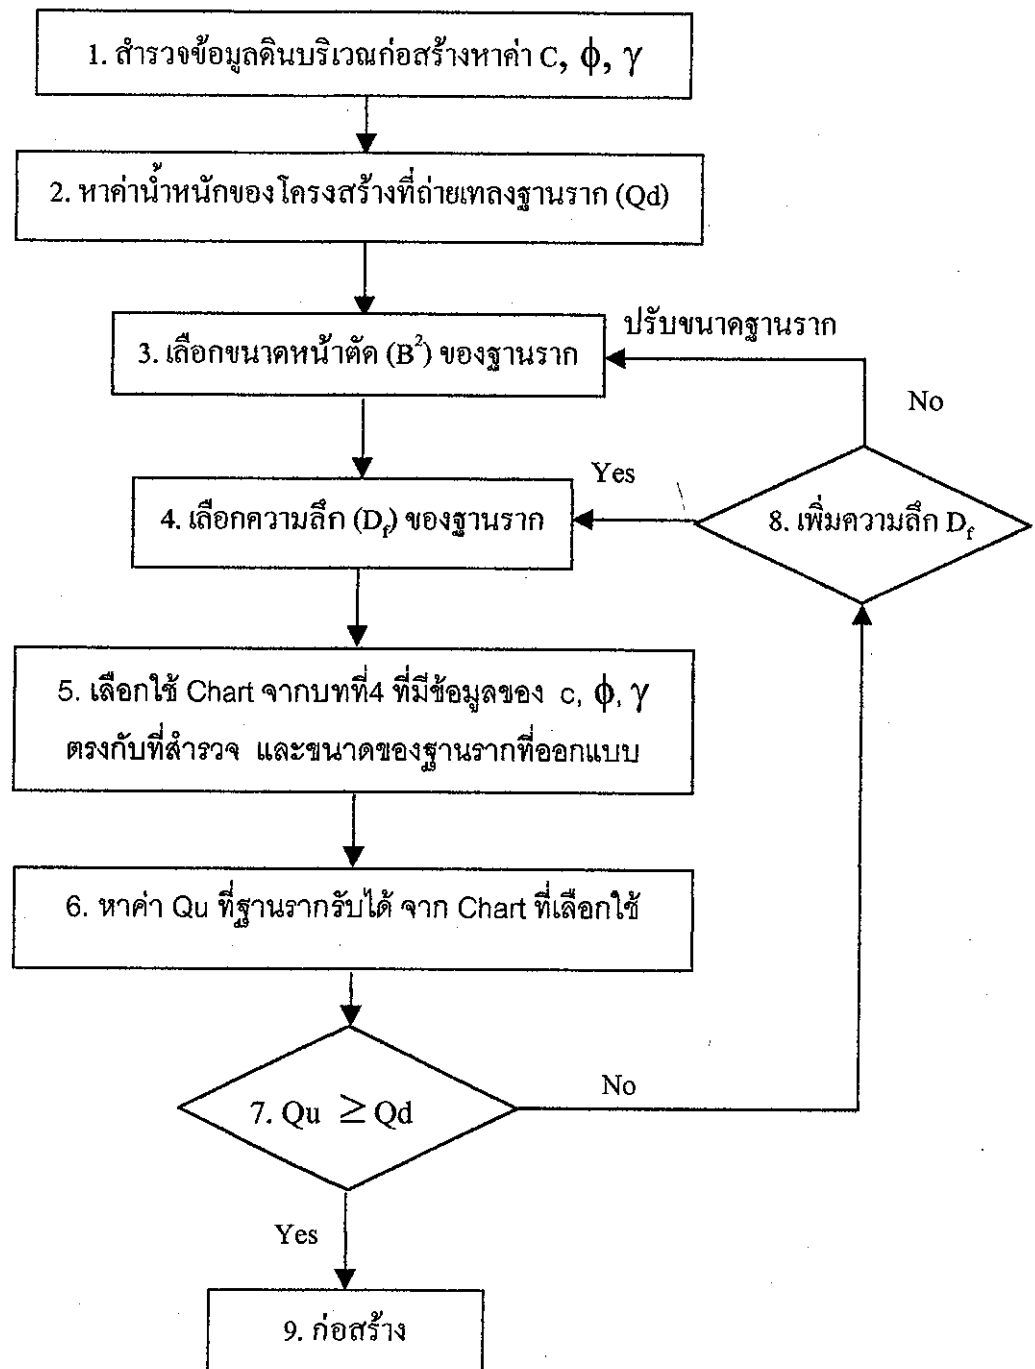 1. สำรวจข้อมูลดินบริเวณก่อสร้างหาค่า C, ϕ, γ
2. หาค่าน้ำหนักของโครงสร้างที่ถ่ายเทลงฐานราก (Qd)
3. เลือกขนาดหน้าตัด (B²) ของฐานราก
ปรับขนาดฐานราก
No
4. เลือกความลึก (D_f) ของฐานราก
Yes
8. เพิ่มความลึก D_f
5. เลือกใช้ Chart จากบทที่4 ที่มีข้อมูลของ c, ϕ, γ
ตรงกับที่สำรวจ และขนาดของฐานรากที่ออกแบบ
6. หาค่า Qu ที่ฐานรากรับได้ จาก Chart ที่เลือกใช้
7. Qu ≥ Qd
No
Yes
9. ก่อสร้าง